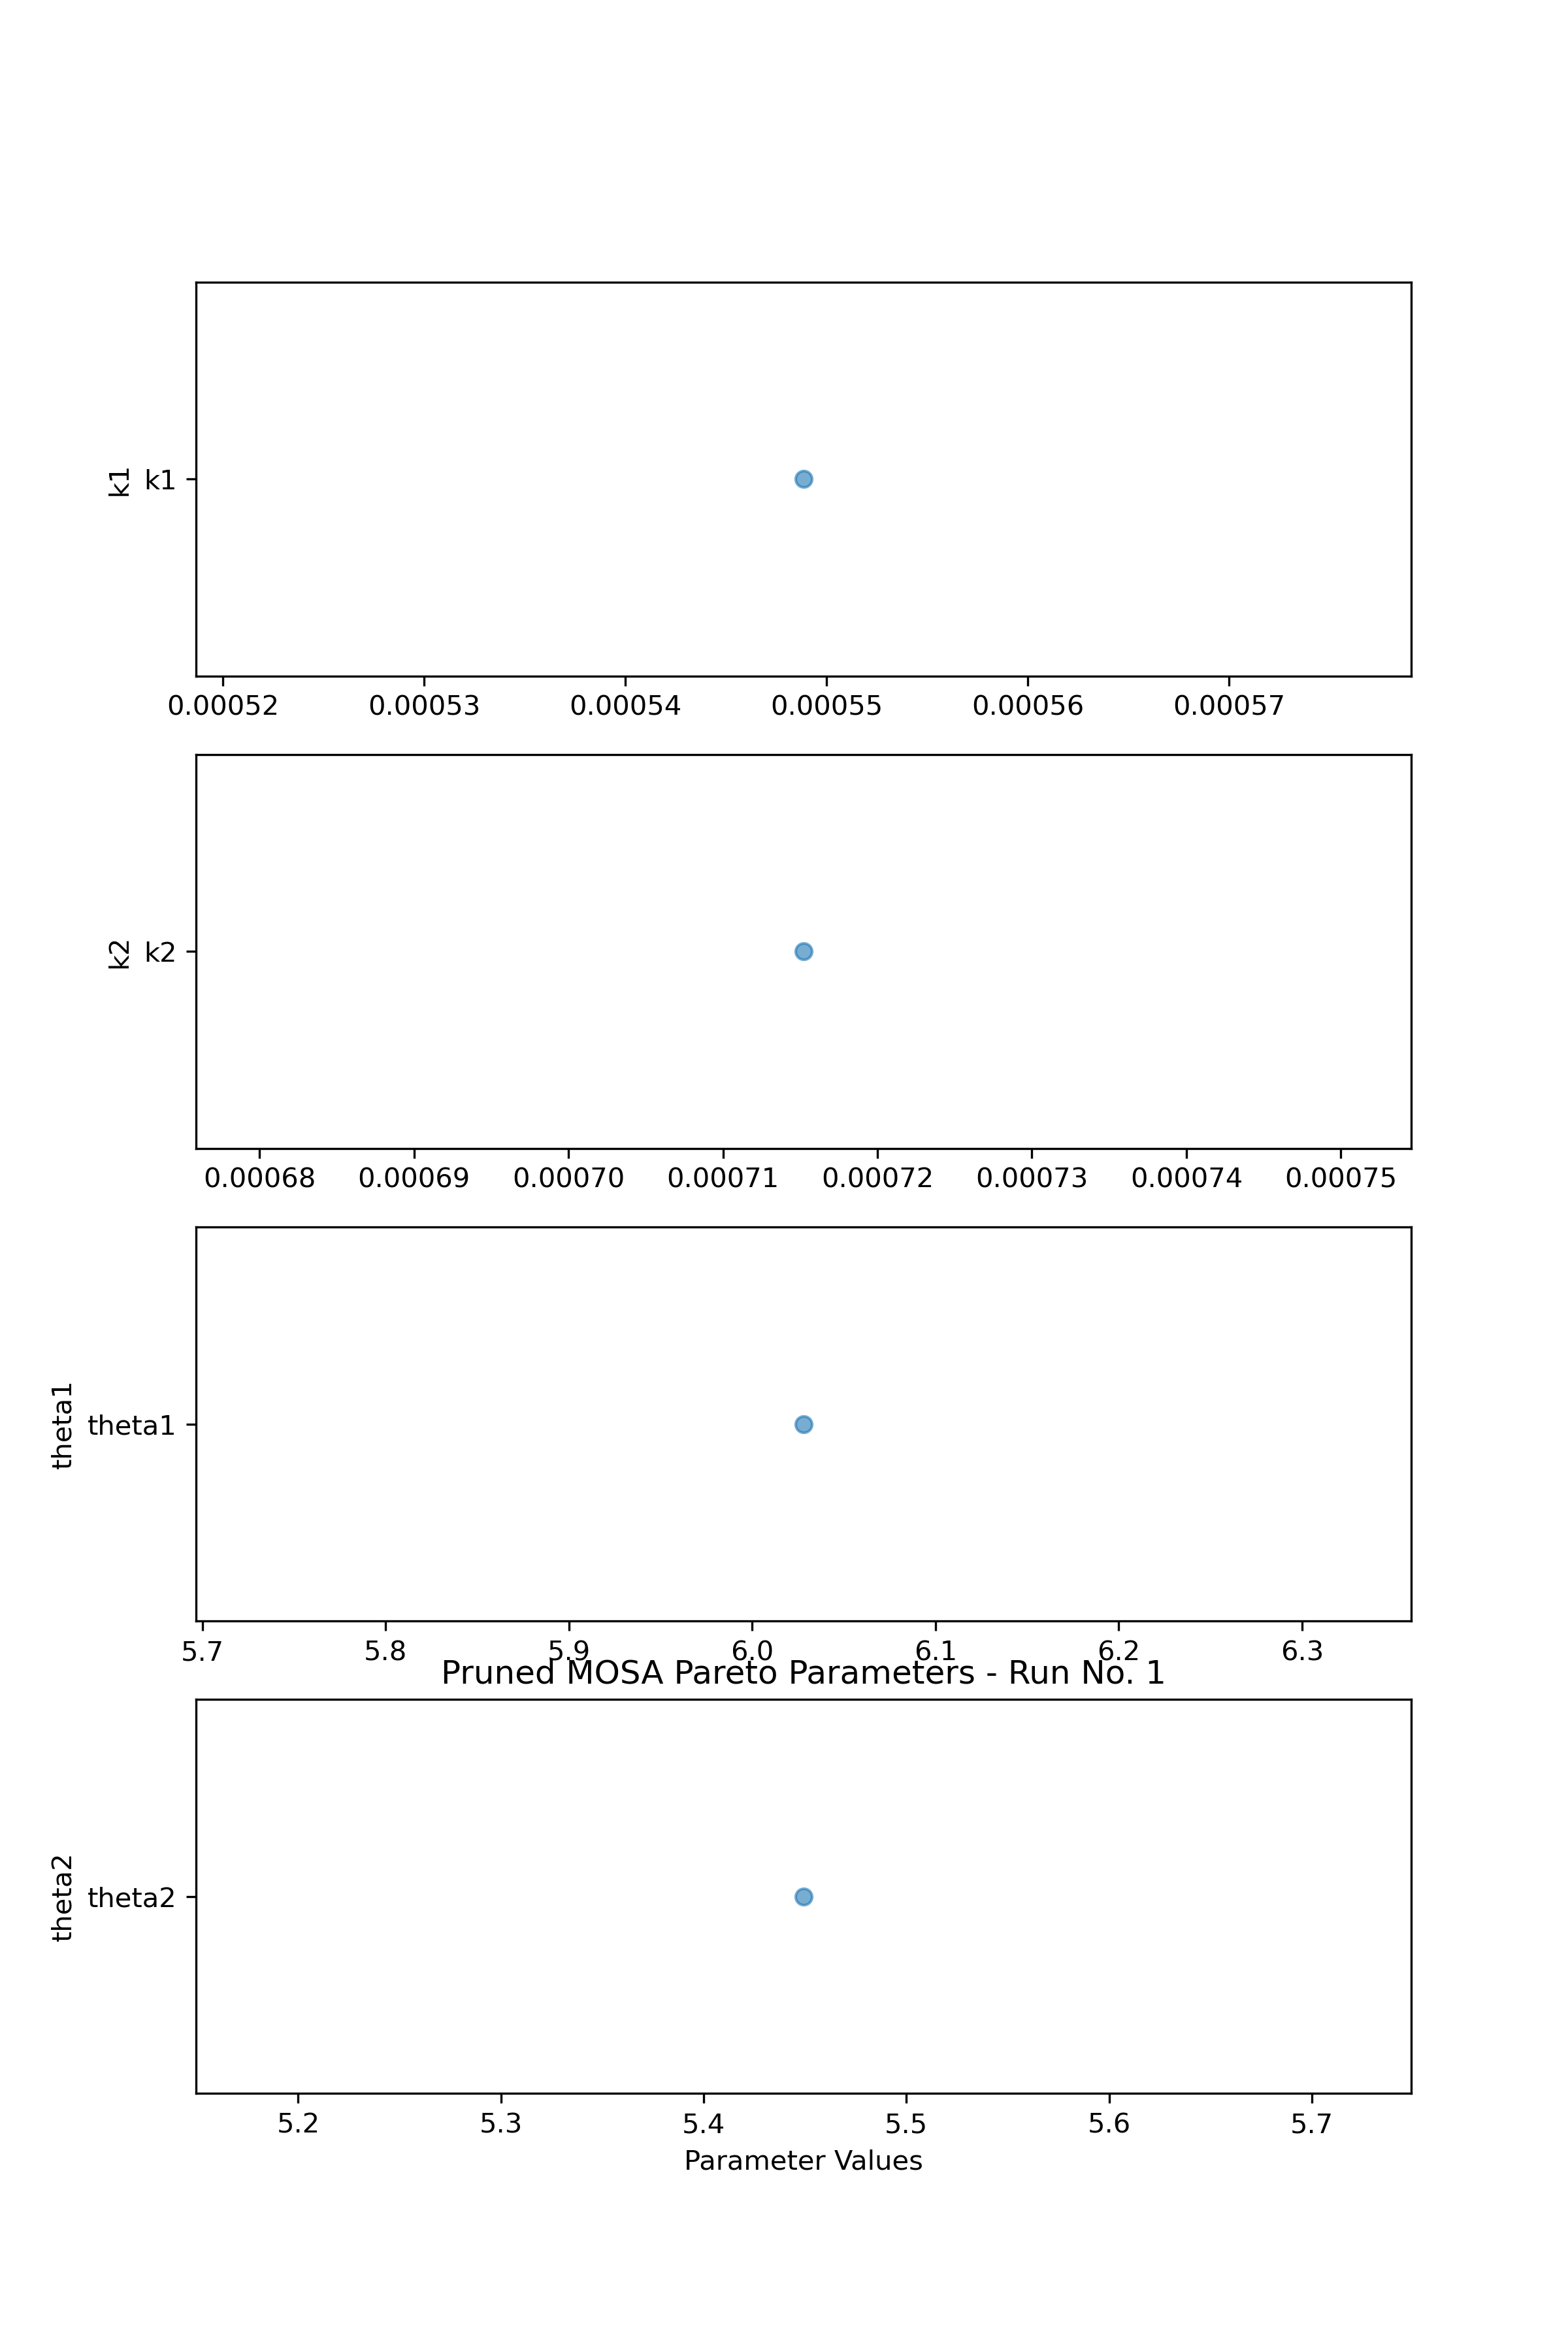 k1 k1
0.00052 0.00053 0.00054 0.00055 0.00056 0.00057
k2 k2
0.00068 0.00069 0.00070 0.00071 0.00072 0.00073 0.00074 0.00075
theta1 theta1
5.7 5.8 5.9 6.0 6.1 6.2 6.3
Pruned MOSA Pareto Parameters - Run No. 1
theta2 theta2
5.2 5.3 5.4 5.5 5.6 5.7
Parameter Values